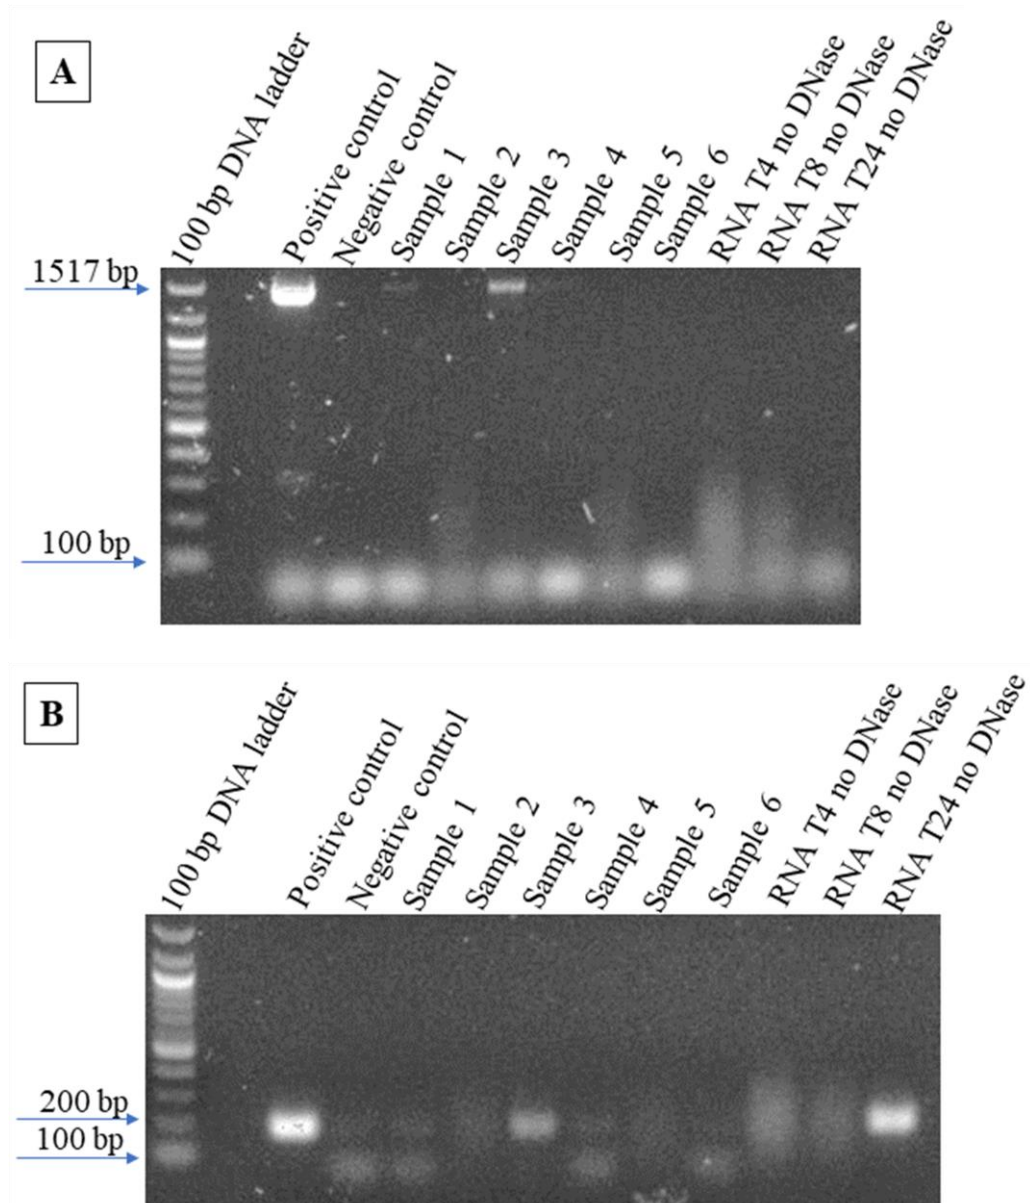 A
100 bp DNA ladder
Positive control
Negative control
Sample 1
Sample 2
Sample 3
Sample 4
Sample 5
Sample 6
RNA T4 no DNase
RNA T8 no DNase
RNA T24 no DNase
1517 bp
100 bp
B
100 bp DNA ladder
Positive control
Negative control
Sample 1
Sample 2
Sample 3
Sample 4
Sample 5
Sample 6
RNA T4 no DNase
RNA T8 no DNase
RNA T24 no DNase
200 bp
100 bp